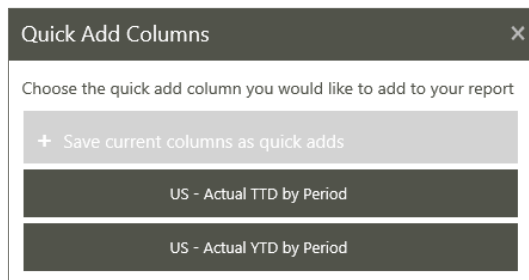 Quick Add Columns ×
Choose the quick add column you would like to add to your report
+ Save current columns as quick adds
US - Actual TTD by Period
US - Actual YTD by Period